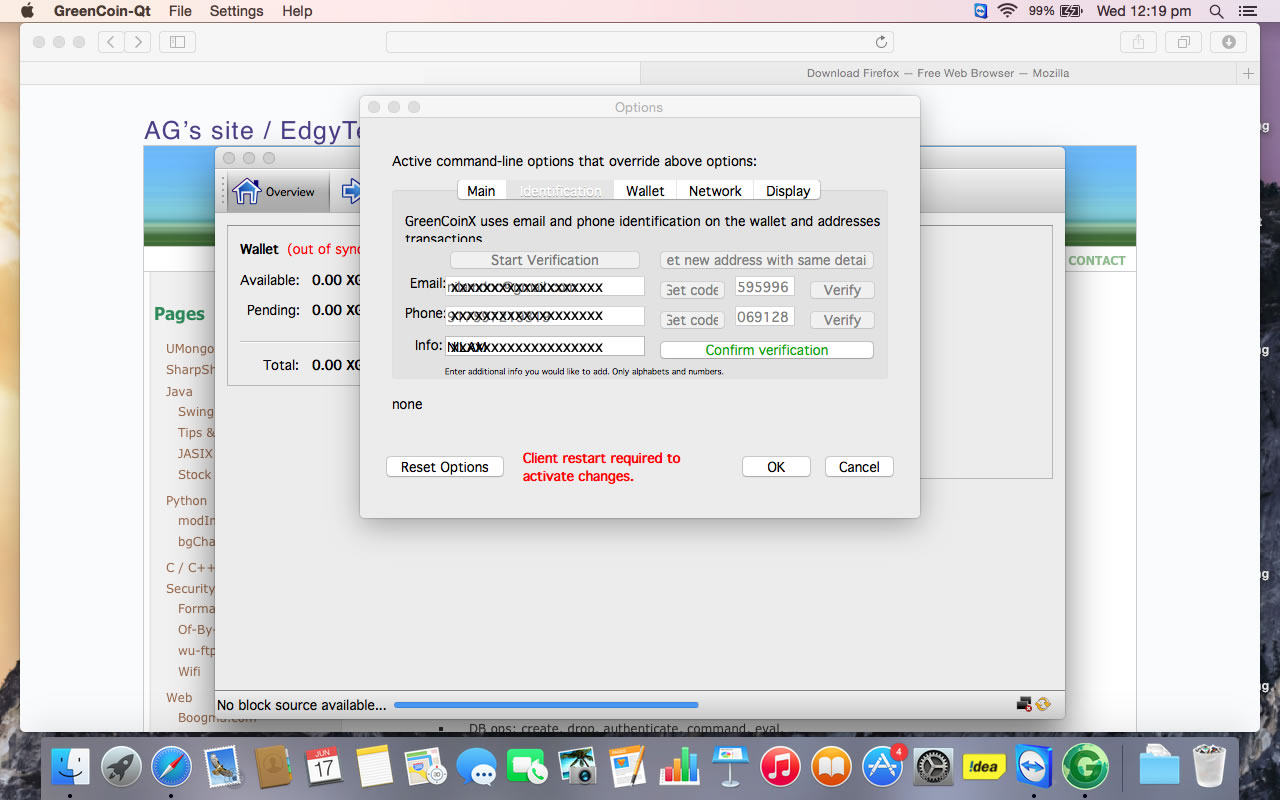 GreenCoin-Qt File Settings Help 99% Wed 12:19 pm
Download Firefox — Free Web Browser — Mozilla
Options
AG's site /
Active command-line options that override above options:
Main Identification Wallet Network Display
Overview
GreenCoinX uses email and phone identification on the wallet and addresses
transactions
Wallet (out of sync
Start Verification et new address with same detai
CONTACT
Available: 0.00
Email: Get code 595996 Verify
Pending: 0.00
Phone: Get code 069128 Verify
Pages
Info: Confirm verification
Total: 0.00
Enter additional info you would like to add. Only alphabets and numbers.
none
Reset Options Client restart required to
activate changes. OK Cancel
UMongo
SharpSh
Java
Swing
Tips &
JASIX
Stock
Python
modIn
bgCha
C / C++
Security
Forma
Of-By-
wu-ftp
Wifi
Web
No block source available...
DB ops: create, drop, authenticate, command, eval,
JUN
17
4
!dea